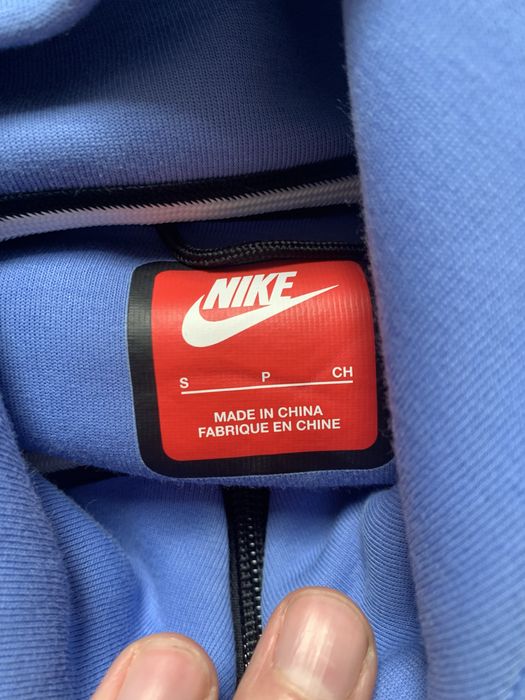 NIKE
S P CH
MADE IN CHINA
FABRIQUE EN CHINE